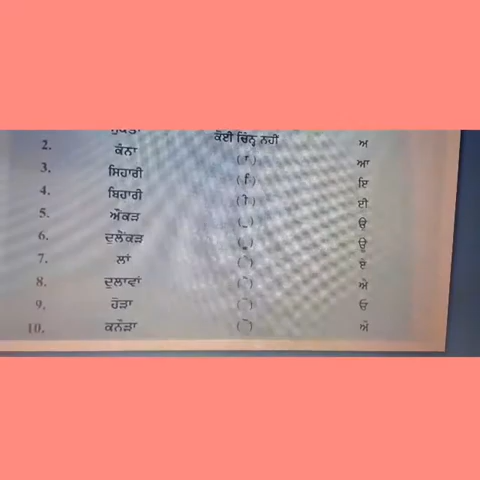 ਕੋਈ ਚਿੰਨ੍ਹ ਨਹੀਂ ਅ
2. ਕੰਨਾ (ਾ) ਆ
3. ਸਿਹਾਰੀ (ਿ) ਇ
4. ਬਿਹਾਰੀ (ੀ) ਈ
5. ਔਂਕੜ (ੁ) ਉ
6. ਦੁਲੈਂਕੜ (ੂ) ਊ
7. ਲਾਂ (ੇ) ਏ
8. ਦੁਲਾਵਾਂ (ੈ) ਐ
9. ਹੋੜਾ (ੋ) ਓ
10. ਕਨੌੜਾ (ੌ) ਔ